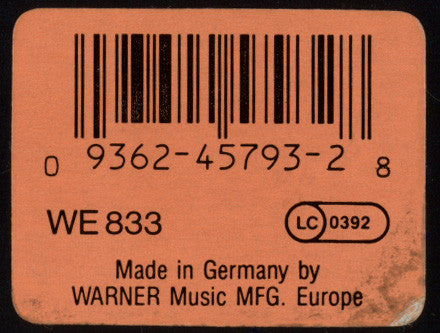 0 9362-45793-2 8
WE 833 LC 0392
Made in Germany by
WARNER Music MFG. Europe